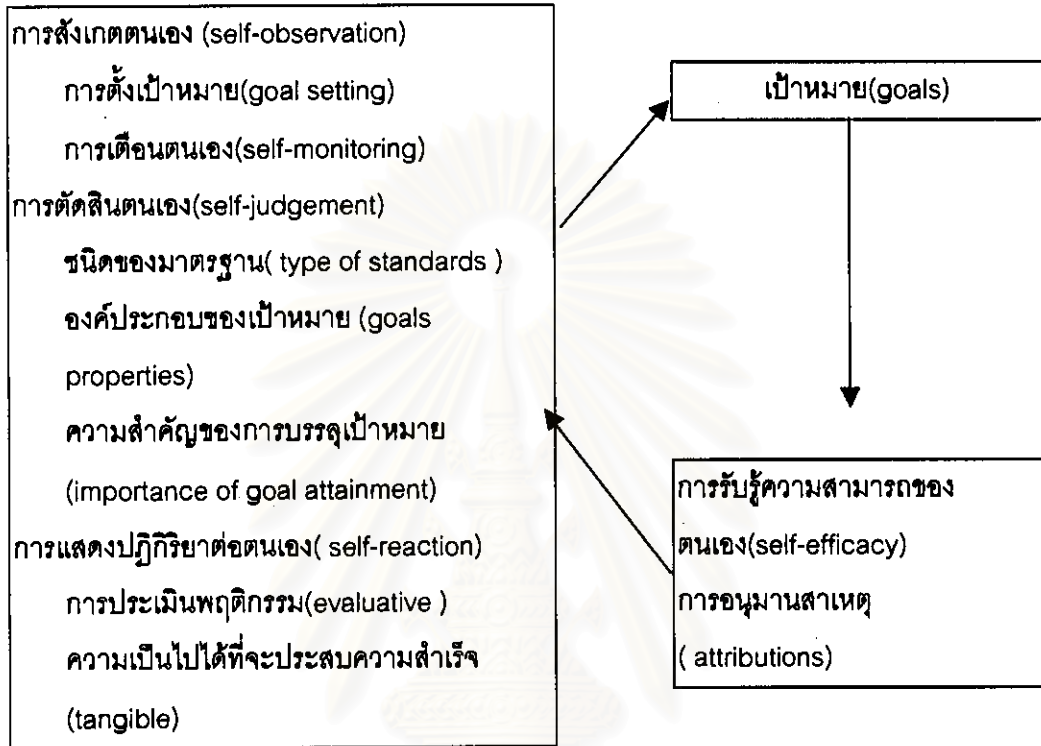 การสังเกตตนเอง (self-observation)
การตั้งเป้าหมาย(goal setting)
การเตือนตนเอง(self-monitoring)
การตัดสินตนเอง(self-judgement)
ชนิดของมาตรฐาน( type of standards )
องค์ประกอบของเป้าหมาย (goals
properties)
ความสำคัญของการบรรลุเป้าหมาย
(importance of goal attainment)
การแสดงปฏิกิริยาต่อตนเอง( self-reaction)
การประเมินพฤติกรรม(evaluative )
ความเป็นไปได้ที่จะประสบความสำเร็จ
(tangible)
เป้าหมาย(goals)
การรับรู้ความสามารถของ
ตนเอง(self-efficacy)
การอนุมานสาเหตุ
( attributions)